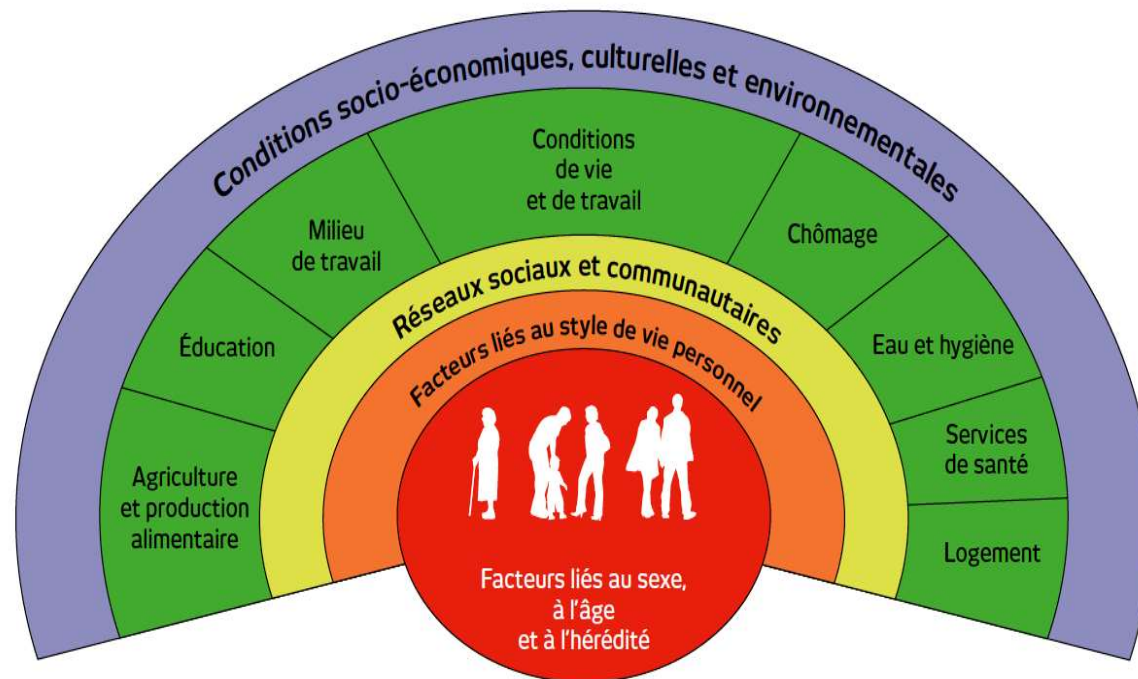 Conditions socio-économiques, culturelles et environnementales
Conditions
de vie
et de travail
Milieu
de travail
Chômage
Éducation
Eau et hygiène
Agriculture
et production
alimentaire
Services
de santé
Logement
Réseaux sociaux et communautaires
Facteurs liés au style de vie personnel
Facteurs liés au sexe,
à l'âge
et à l'hérédité